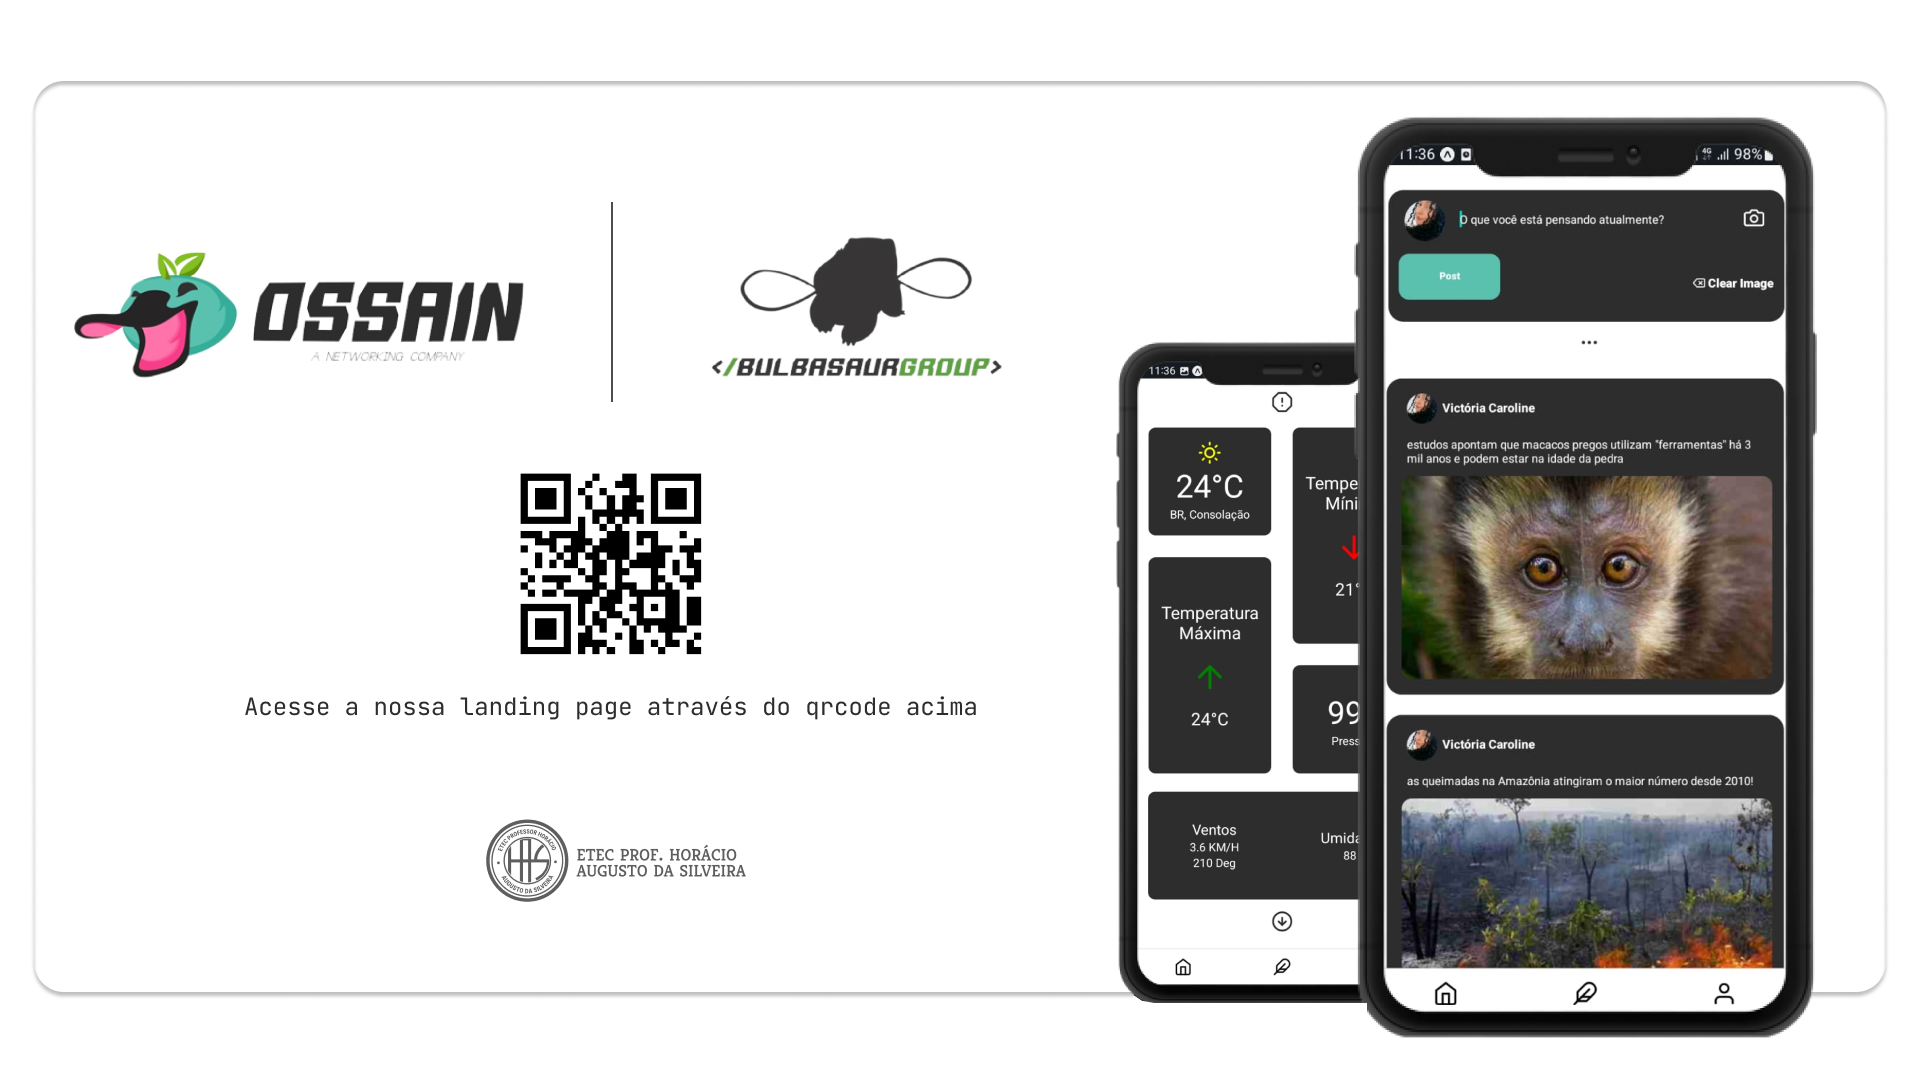 OSSAIN
A NETWORKING COMPANY
</BULBASAURGROUP>
Acesse a nossa landing page através do qrcode acima
ETEC PROFESSOR HORÁCIO
AUGUSTO DA SILVEIRA
HAS
ETEC PROF. HORÁCIO
AUGUSTO DA SILVEIRA
11:36
24°C
BR, Consolação
Temperatura
Máxima
24°C
21°
99
Ventos
3.6 KM/H
210 Deg
88
11:36
4G
98%
O que você está pensando atualmente?
Post
Clear Image
...
Victória Caroline
estudos apontam que macacos pregos utilizam "ferramentas" há 3
mil anos e podem estar na idade da pedra
Victória Caroline
as queimadas na Amazônia atingiram o maior número desde 2010!